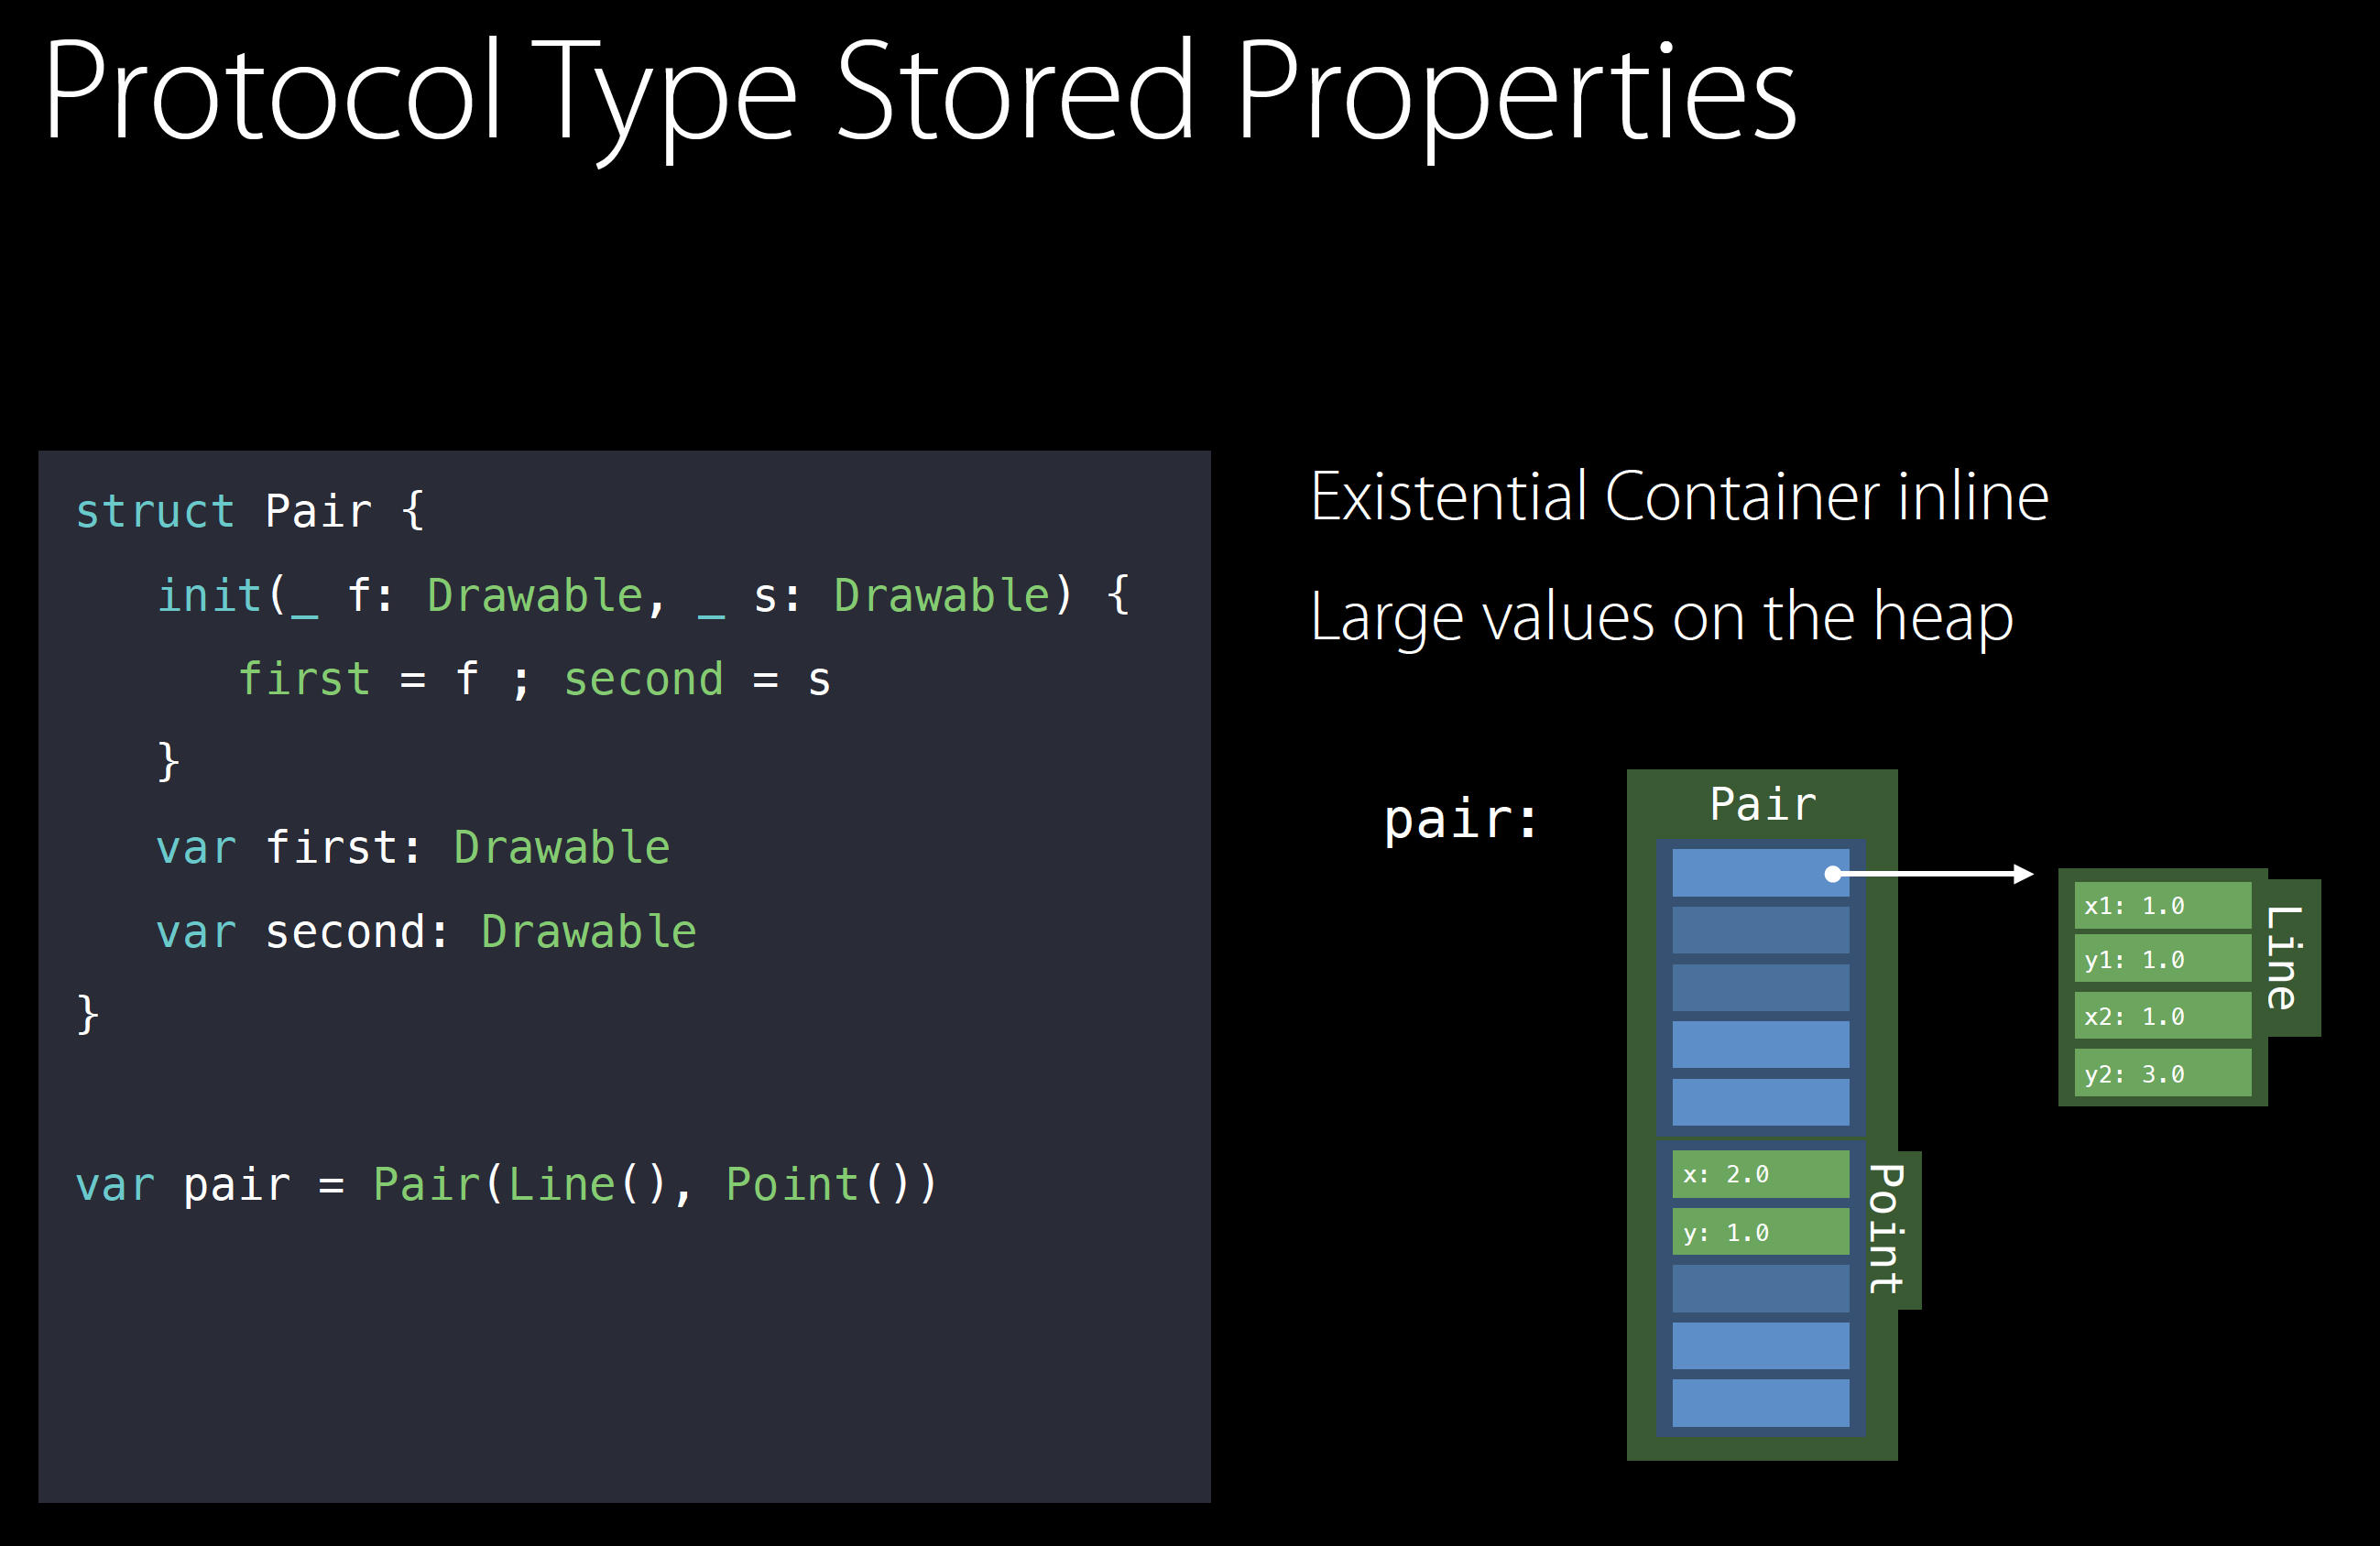 Protocol Type Stored Properties
struct Pair {
   init(_ f: Drawable, _ s: Drawable) {
      first = f ; second = s
   }
   var first: Drawable
   var second: Drawable
}
var pair = Pair(Line(), Point())
Existential Container inline
Large values on the heap
pair:
Pair
x1: 1.0
y1: 1.0
x2: 1.0
y2: 3.0
Line
x: 2.0
y: 1.0
Point